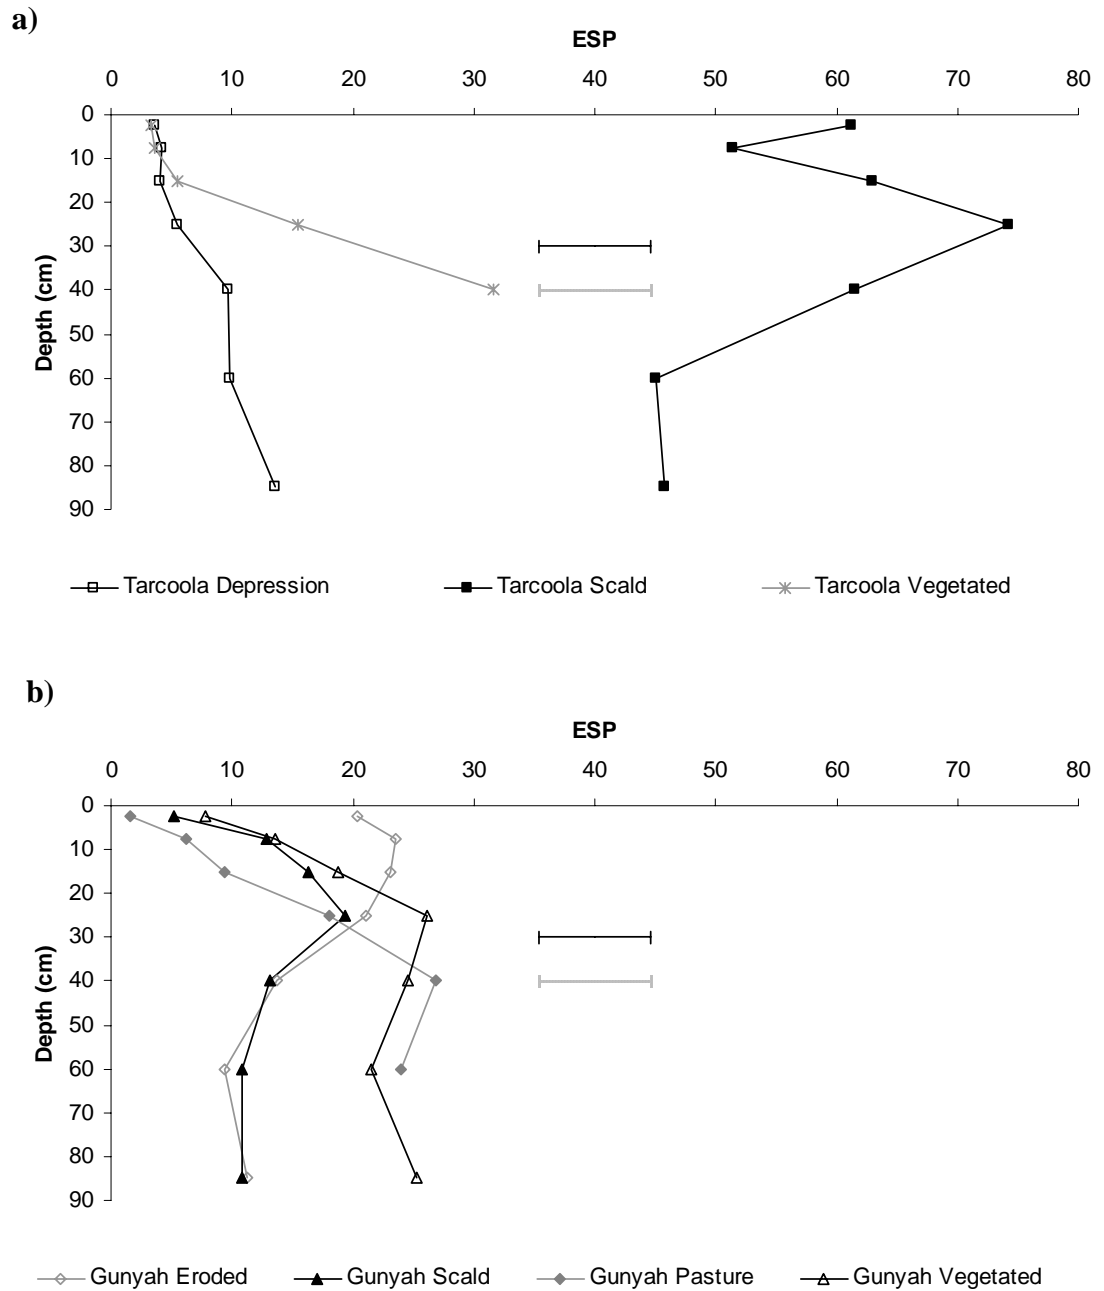 a)
ESP
0 10 20 30 40 50 60 70 80
0
10
20
30
40
50
60
70
80
90
Depth (cm)
Tarcoola Depression Tarcoola Scald Tarcoola Vegetated
b)
ESP
0 10 20 30 40 50 60 70 80
0
10
20
30
40
50
60
70
80
90
Depth (cm)
Gunyah Eroded Gunyah Scald Gunyah Pasture Gunyah Vegetated